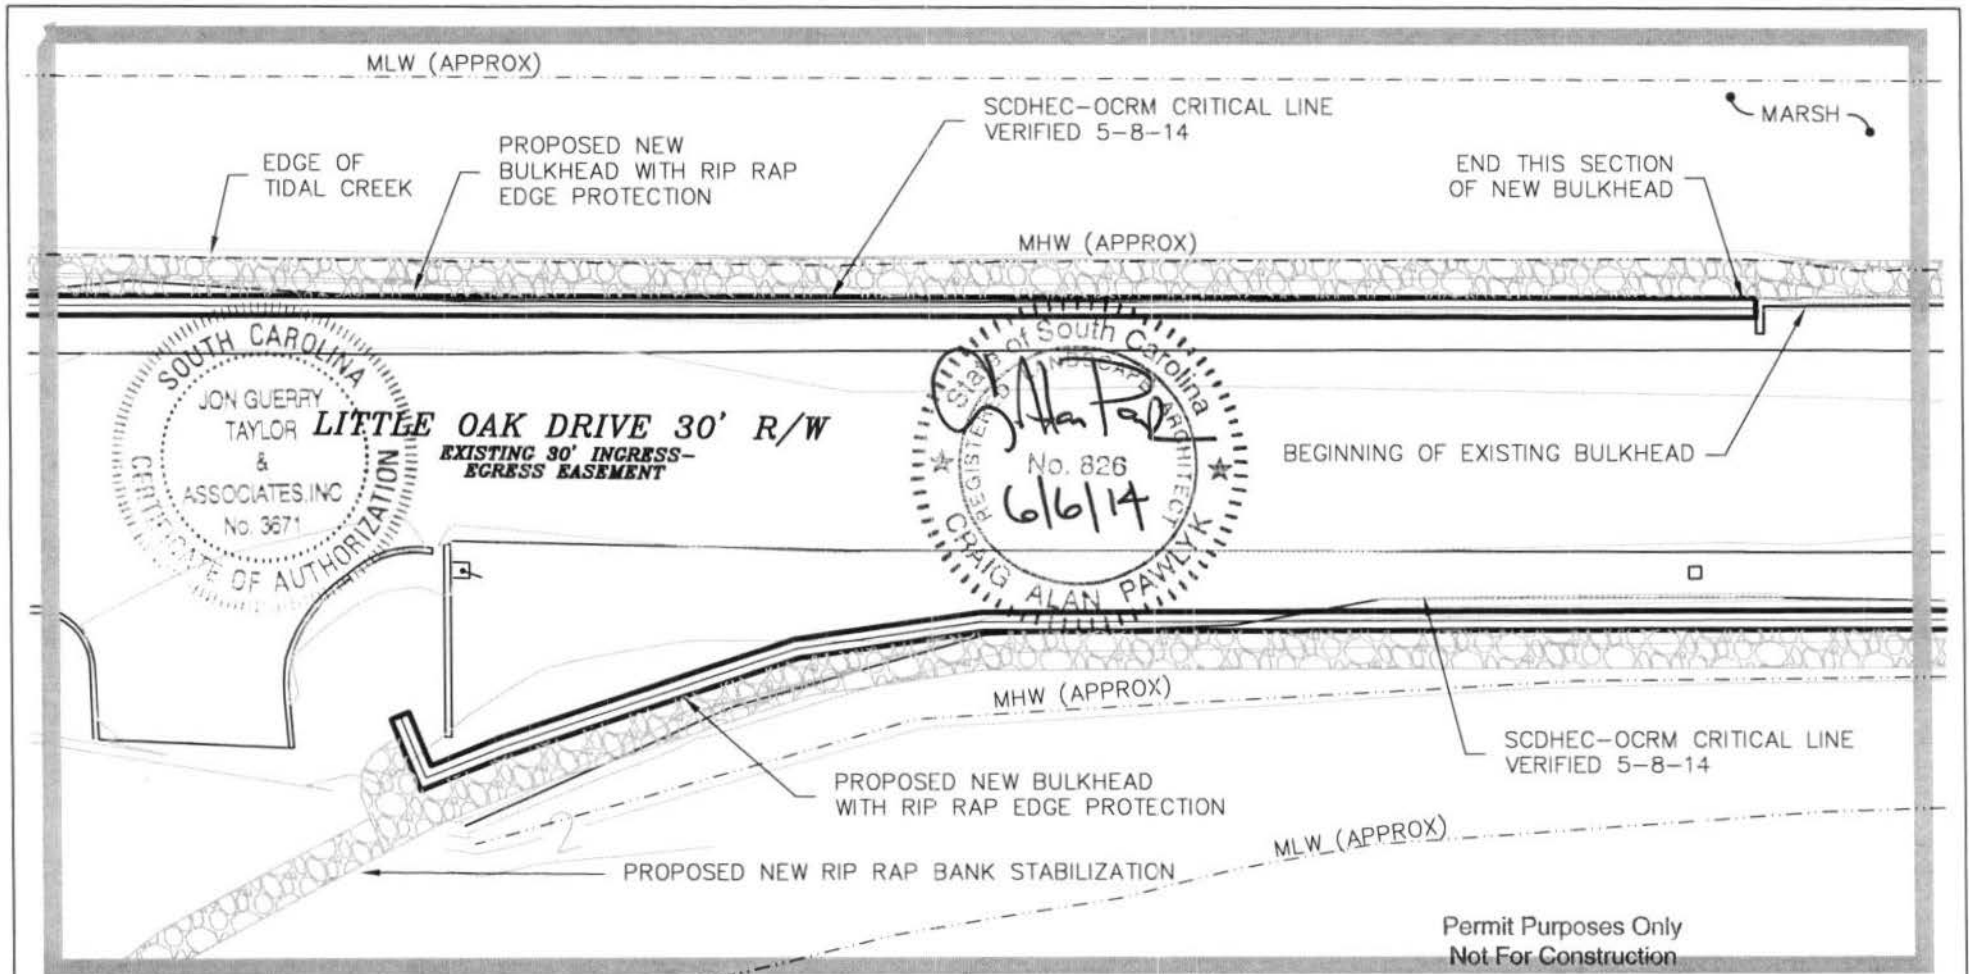 MLW (APPROX)
SCDHEC-OCRM CRITICAL LINE
VERIFIED 5-8-14
MARSH
EDGE OF
TIDAL CREEK
PROPOSED NEW
BULKHEAD WITH RIP RAP
EDGE PROTECTION
END THIS SECTION
OF NEW BULKHEAD
MHW (APPROX)
SOUTH CAROLINA
JON GUERRY
TAYLOR
&
ASSOCIATES, INC
No. 3671
CERTIFICATE OF AUTHORIZATION
LITTLE OAK DRIVE 30' R/W
EXISTING 30' INGRESS-
EGRESS EASEMENT
State of South Carolina
REGISTERED LANDSCAPE ARCHITECT
No. 826
6/6/14
CRAIG ALAN PAWLYK
BEGINNING OF EXISTING BULKHEAD
MHW (APPROX)
SCDHEC-OCRM CRITICAL LINE
VERIFIED 5-8-14
PROPOSED NEW BULKHEAD
WITH RIP RAP EDGE PROTECTION
2
MLW (APPROX)
PROPOSED NEW RIP RAP BANK STABILIZATION
Permit Purposes Only
Not For Construction